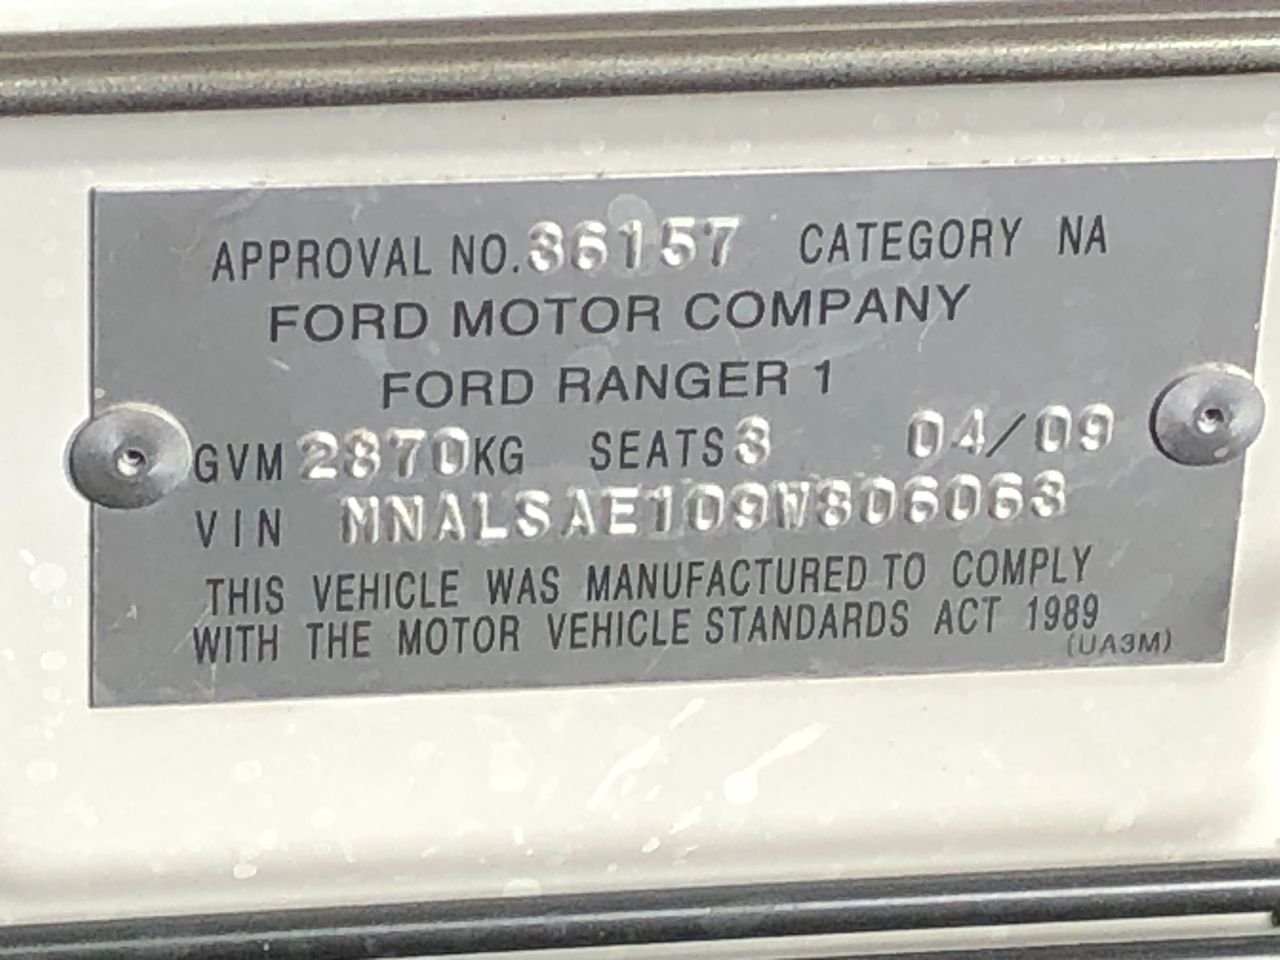 APPROVAL NO. 36157 CATEGORY NA
FORD MOTOR COMPANY
FORD RANGER 1
GVM 2870KG SEATS 3 04/09
VIN MNALSAE109W806063
THIS VEHICLE WAS MANUFACTURED TO COMPLY
WITH THE MOTOR VEHICLE STANDARDS ACT 1989
(UA3M)